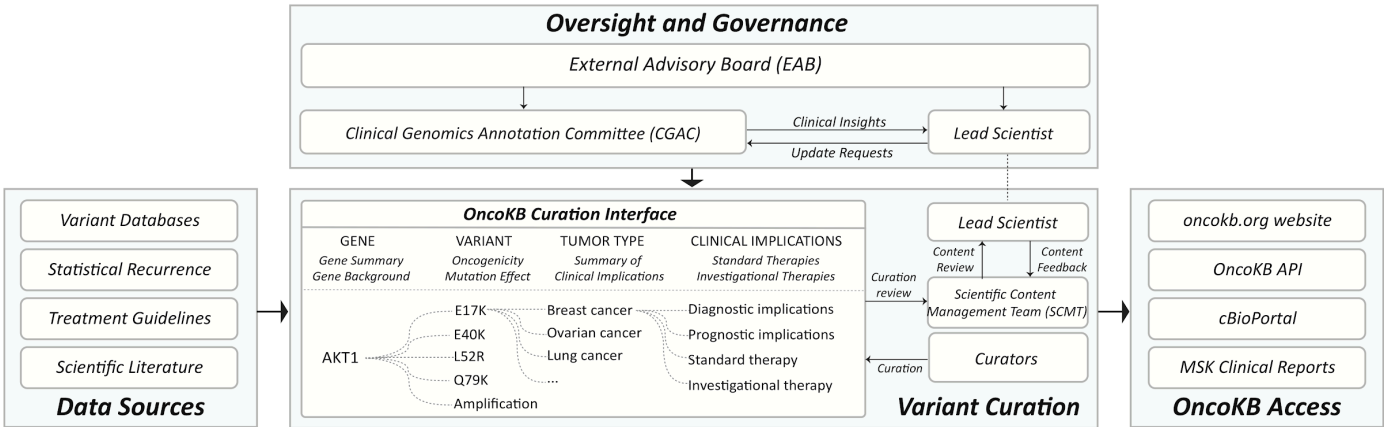 Oversight and Governance
External Advisory Board (EAB)
Clinical Genomics Annotation Committee (CGAC)
Clinical Insights
Update Requests
Lead Scientist
Variant Databases
Statistical Recurrence
Treatment Guidelines
Scientific Literature
Data Sources
OncoKB Curation Interface
GENE
Gene Summary
Gene Background
VARIANT
Oncogenicity
Mutation Effect
TUMOR TYPE
Summary of
Clinical Implications
CLINICAL IMPLICATIONS
Standard Therapies
Investigational Therapies
AKT1
E17K
E40K
L52R
Q79K
Amplification
Breast cancer
Ovarian cancer
Lung cancer
...
Diagnostic implications
Prognostic implications
Standard therapy
Investigational therapy
Curation
review
Curation
Lead Scientist
Content
Review
Content
Feedback
Scientific Content
Management Team (SCMT)
Curators
Variant Curation
oncokb.org website
OncoKB API
cBioPortal
MSK Clinical Reports
OncoKB Access